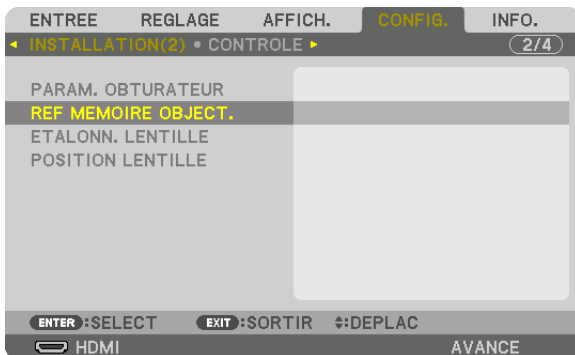 ENTREE REGLAGE AFFICH. CONFIG. INFO.
INSTALLATION(2) • CONTROLE 2/4
PARAM. OBTURATEUR
REF MEMOIRE OBJECT.
ETALONN. LENTILLE
POSITION LENTILLE
ENTER :SELECT EXIT :SORTIR :DEPLAC
HDMI AVANCE